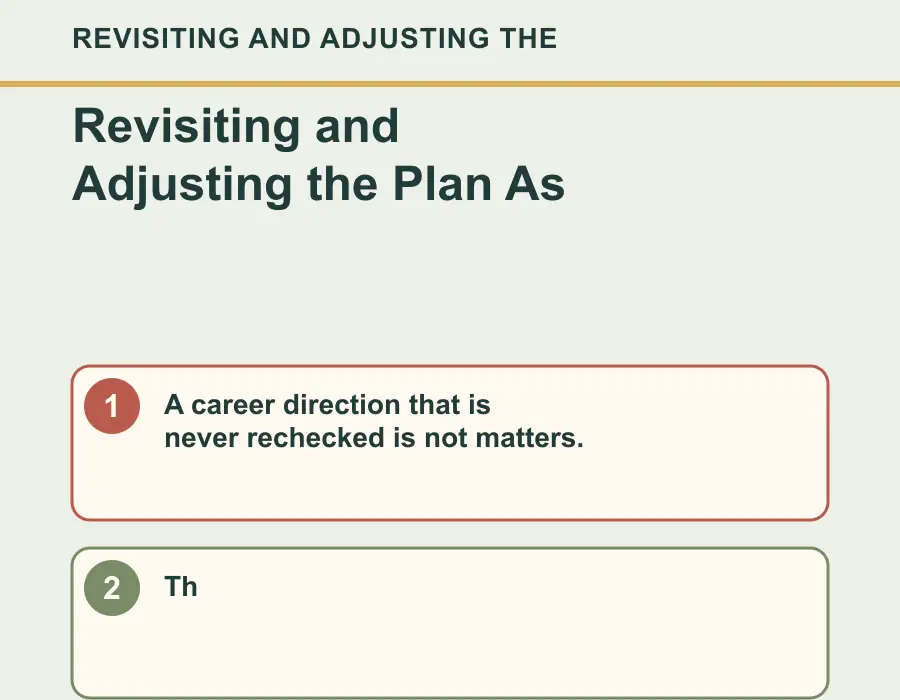 REVISITING AND ADJUSTING THE
Revisiting and
Adjusting the Plan As
1
A career direction that is
never rechecked is not matters.
2
Th